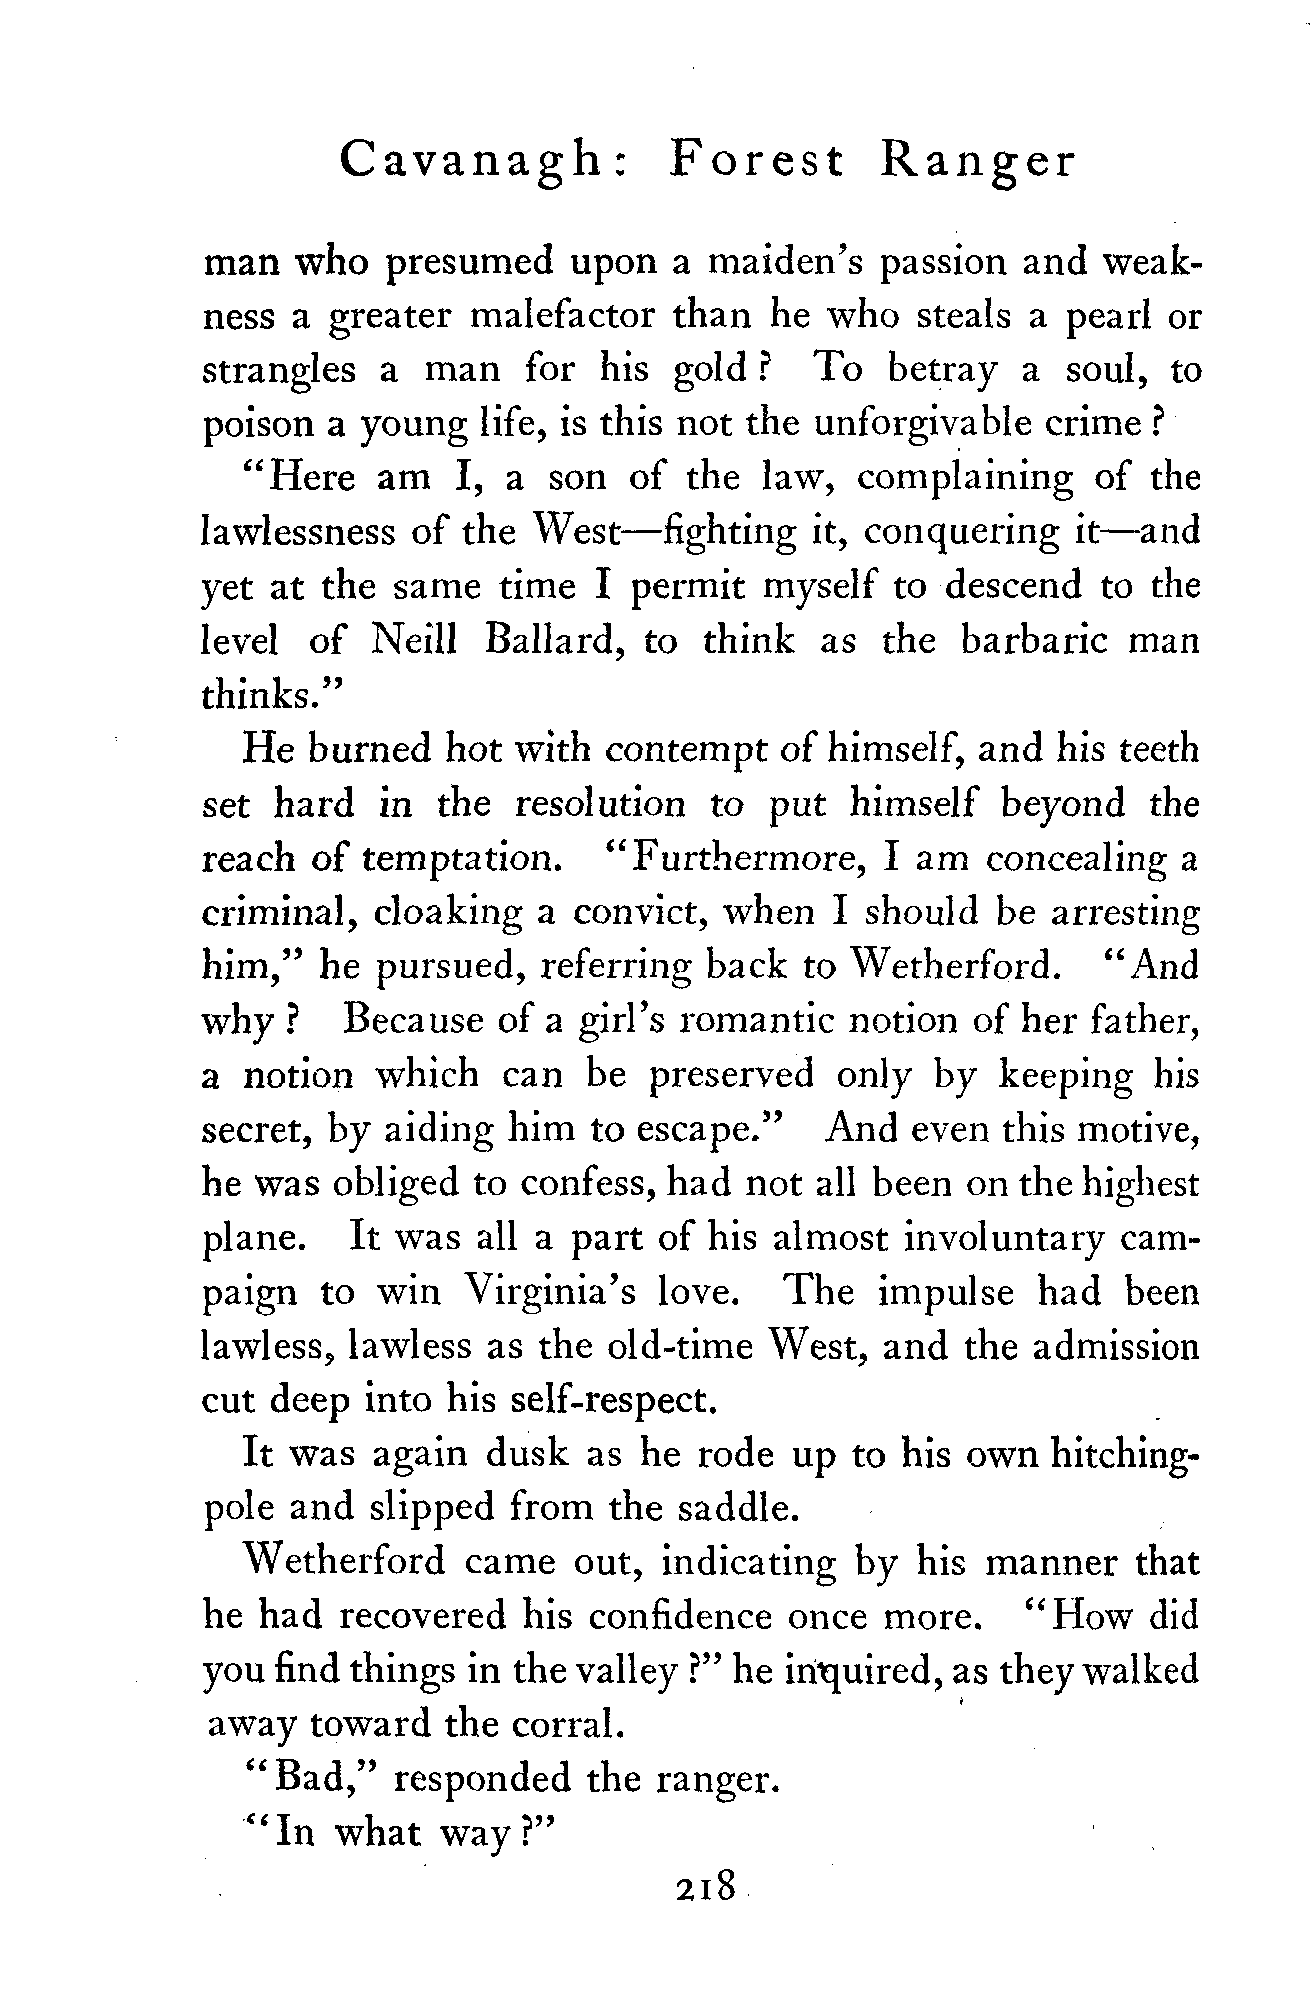 Cavanagh: Forest Ranger
man who presumed upon a maiden's passion and weak-
ness a greater malefactor than he who steals a pearl or
strangles a man for his gold? To betray a soul, to
poison a young life, is this not the unforgivable crime?
"Here am I, a son of the law, complaining of the
lawlessness of the West—fighting it, conquering it—and
yet at the same time I permit myself to descend to the
level of Neill Ballard, to think as the barbaric man
thinks."
He burned hot with contempt of himself, and his teeth
set hard in the resolution to put himself beyond the
reach of temptation. "Furthermore, I am concealing a
criminal, cloaking a convict, when I should be arresting
him," he pursued, referring back to Wetherford. "And
why? Because of a girl's romantic notion of her father,
a notion which can be preserved only by keeping his
secret, by aiding him to escape." And even this motive,
he was obliged to confess, had not all been on the highest
plane. It was all a part of his almost involuntary cam-
paign to win Virginia's love. The impulse had been
lawless, lawless as the old-time West, and the admission
cut deep into his self-respect.
It was again dusk as he rode up to his own hitching-
pole and slipped from the saddle.
Wetherford came out, indicating by his manner that
he had recovered his confidence once more. "How did
you find things in the valley?" he inquired, as they walked
away toward the corral.
"Bad," responded the ranger.
"In what way?"
218